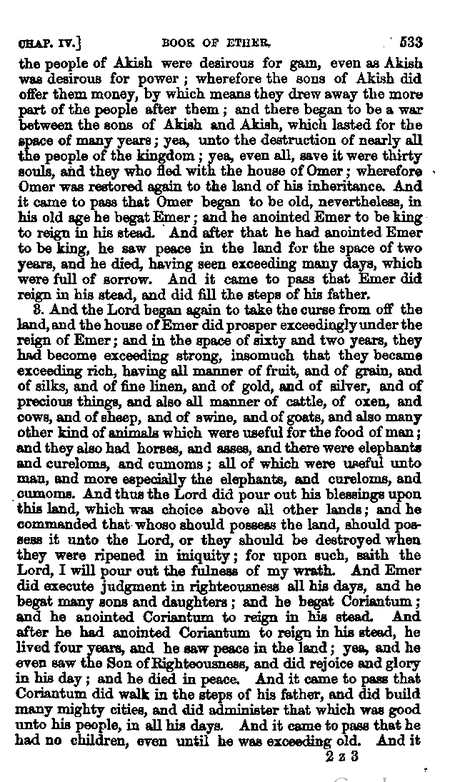 CHAP. IV.] BOOK OF ETHER. 533
the people of Akish were desirous for gain, even as Akish
was desirous for power; wherefore the sons of Akish did
offer them money, by which means they drew away the more
part of the people after them; and there began to be a war
between the sons of Akish and Akish, which lasted for the
space of many years; yea, unto the destruction of nearly all
the people of the kingdom; yea, even all, save it were thirty
souls, and they who fled with the house of Omer; wherefore
Omer was restored again to the land of his inheritance. And
it came to pass that Omer began to be old, nevertheless, in
his old age he begat Emer; and he anointed Emer to be king
to reign in his stead. And after that he had anointed Emer
to be king, he saw peace in the land for the space of two
years, and he died, having seen exceeding many days, which
were full of sorrow. And it came to pass that Emer did
reign in his stead, and did fill the steps of his father.
3. And the Lord began again to take the curse from off the
land, and the house of Emer did prosper exceedingly under the
reign of Emer; and in the space of sixty and two years, they
had become exceeding strong, insomuch that they became
exceeding rich, having all manner of fruit, and of grain, and
of silks, and of fine linen, and of gold, and of silver, and of
precious things, and also all manner of cattle, of oxen, and
cows, and of sheep, and of swine, and of goats, and also many
other kind of animals which were useful for the food of man;
and they also had horses, and asses, and there were elephants
and cureloms, and cumoms; all of which were useful unto
man, and more especially the elephants, and cureloms, and
cumoms. And thus the Lord did pour out his blessings upon
this land, which was choice above all other lands; and he
commanded that whoso should possess the land, should pos-
sess it unto the Lord, or they should be destroyed when
they were ripened in iniquity; for upon such, saith the
Lord, I will pour out the fulness of my wrath. And Emer
did execute judgment in righteousness all his days, and he
begat many sons and daughters; and he begat Coriantum;
and he anointed Coriantum to reign in his stead. And
after he had anointed Coriantum to reign in his stead, he
lived four years, and he saw peace in the land; yea, and he
even saw the Son of Righteousness, and did rejoice and glory
in his day; and he died in peace. And it came to pass that
Coriantum did walk in the steps of his father, and did build
many mighty cities, and did administer that which was good
unto his people, in all his days. And it came to pass that he
had no children, even until he was exceeding old. And it
2 z 3